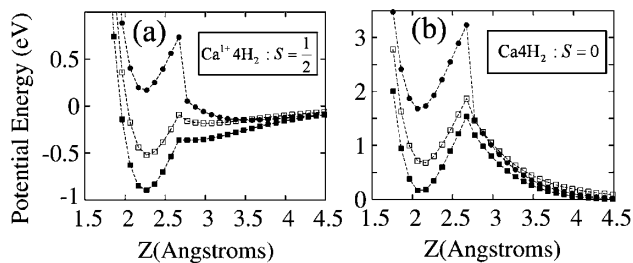 (a)
Ca¹⁺4H₂ : S = 1/2
Potential Energy (eV)
0.5
0
-0.5
-1
1.5 2 2.5 3 3.5 4 4.5
Z(Angstroms)
(b)
Ca4H₂ : S = 0
3
2
1
0
1.5 2 2.5 3 3.5 4 4.5
Z(Angstroms)